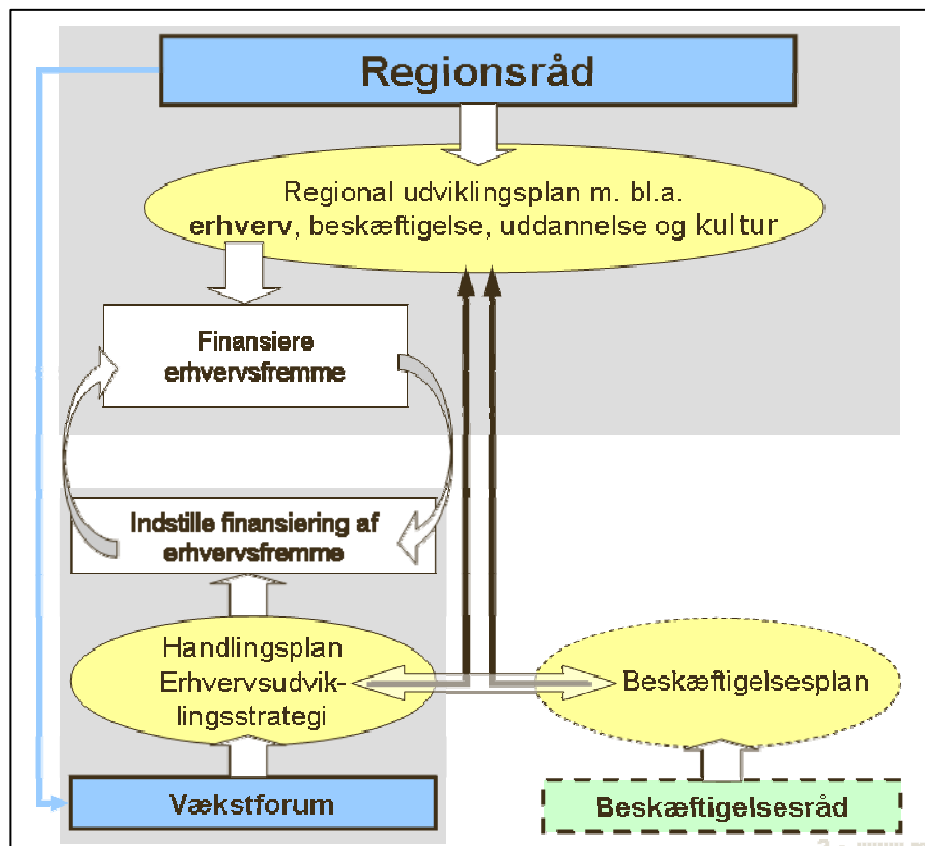 Regionsråd
Regional udviklingsplan m. bl.a.
erhverv, beskæftigelse, uddannelse og kultur
Finansiere
erhvervsfremme
Indstille finansiering af
erhvervsfremme
Handlingsplan
Erhvervsudvik-
lingsstrategi
Beskæftigelsesplan
Vækstforum
Beskæftigelsesråd